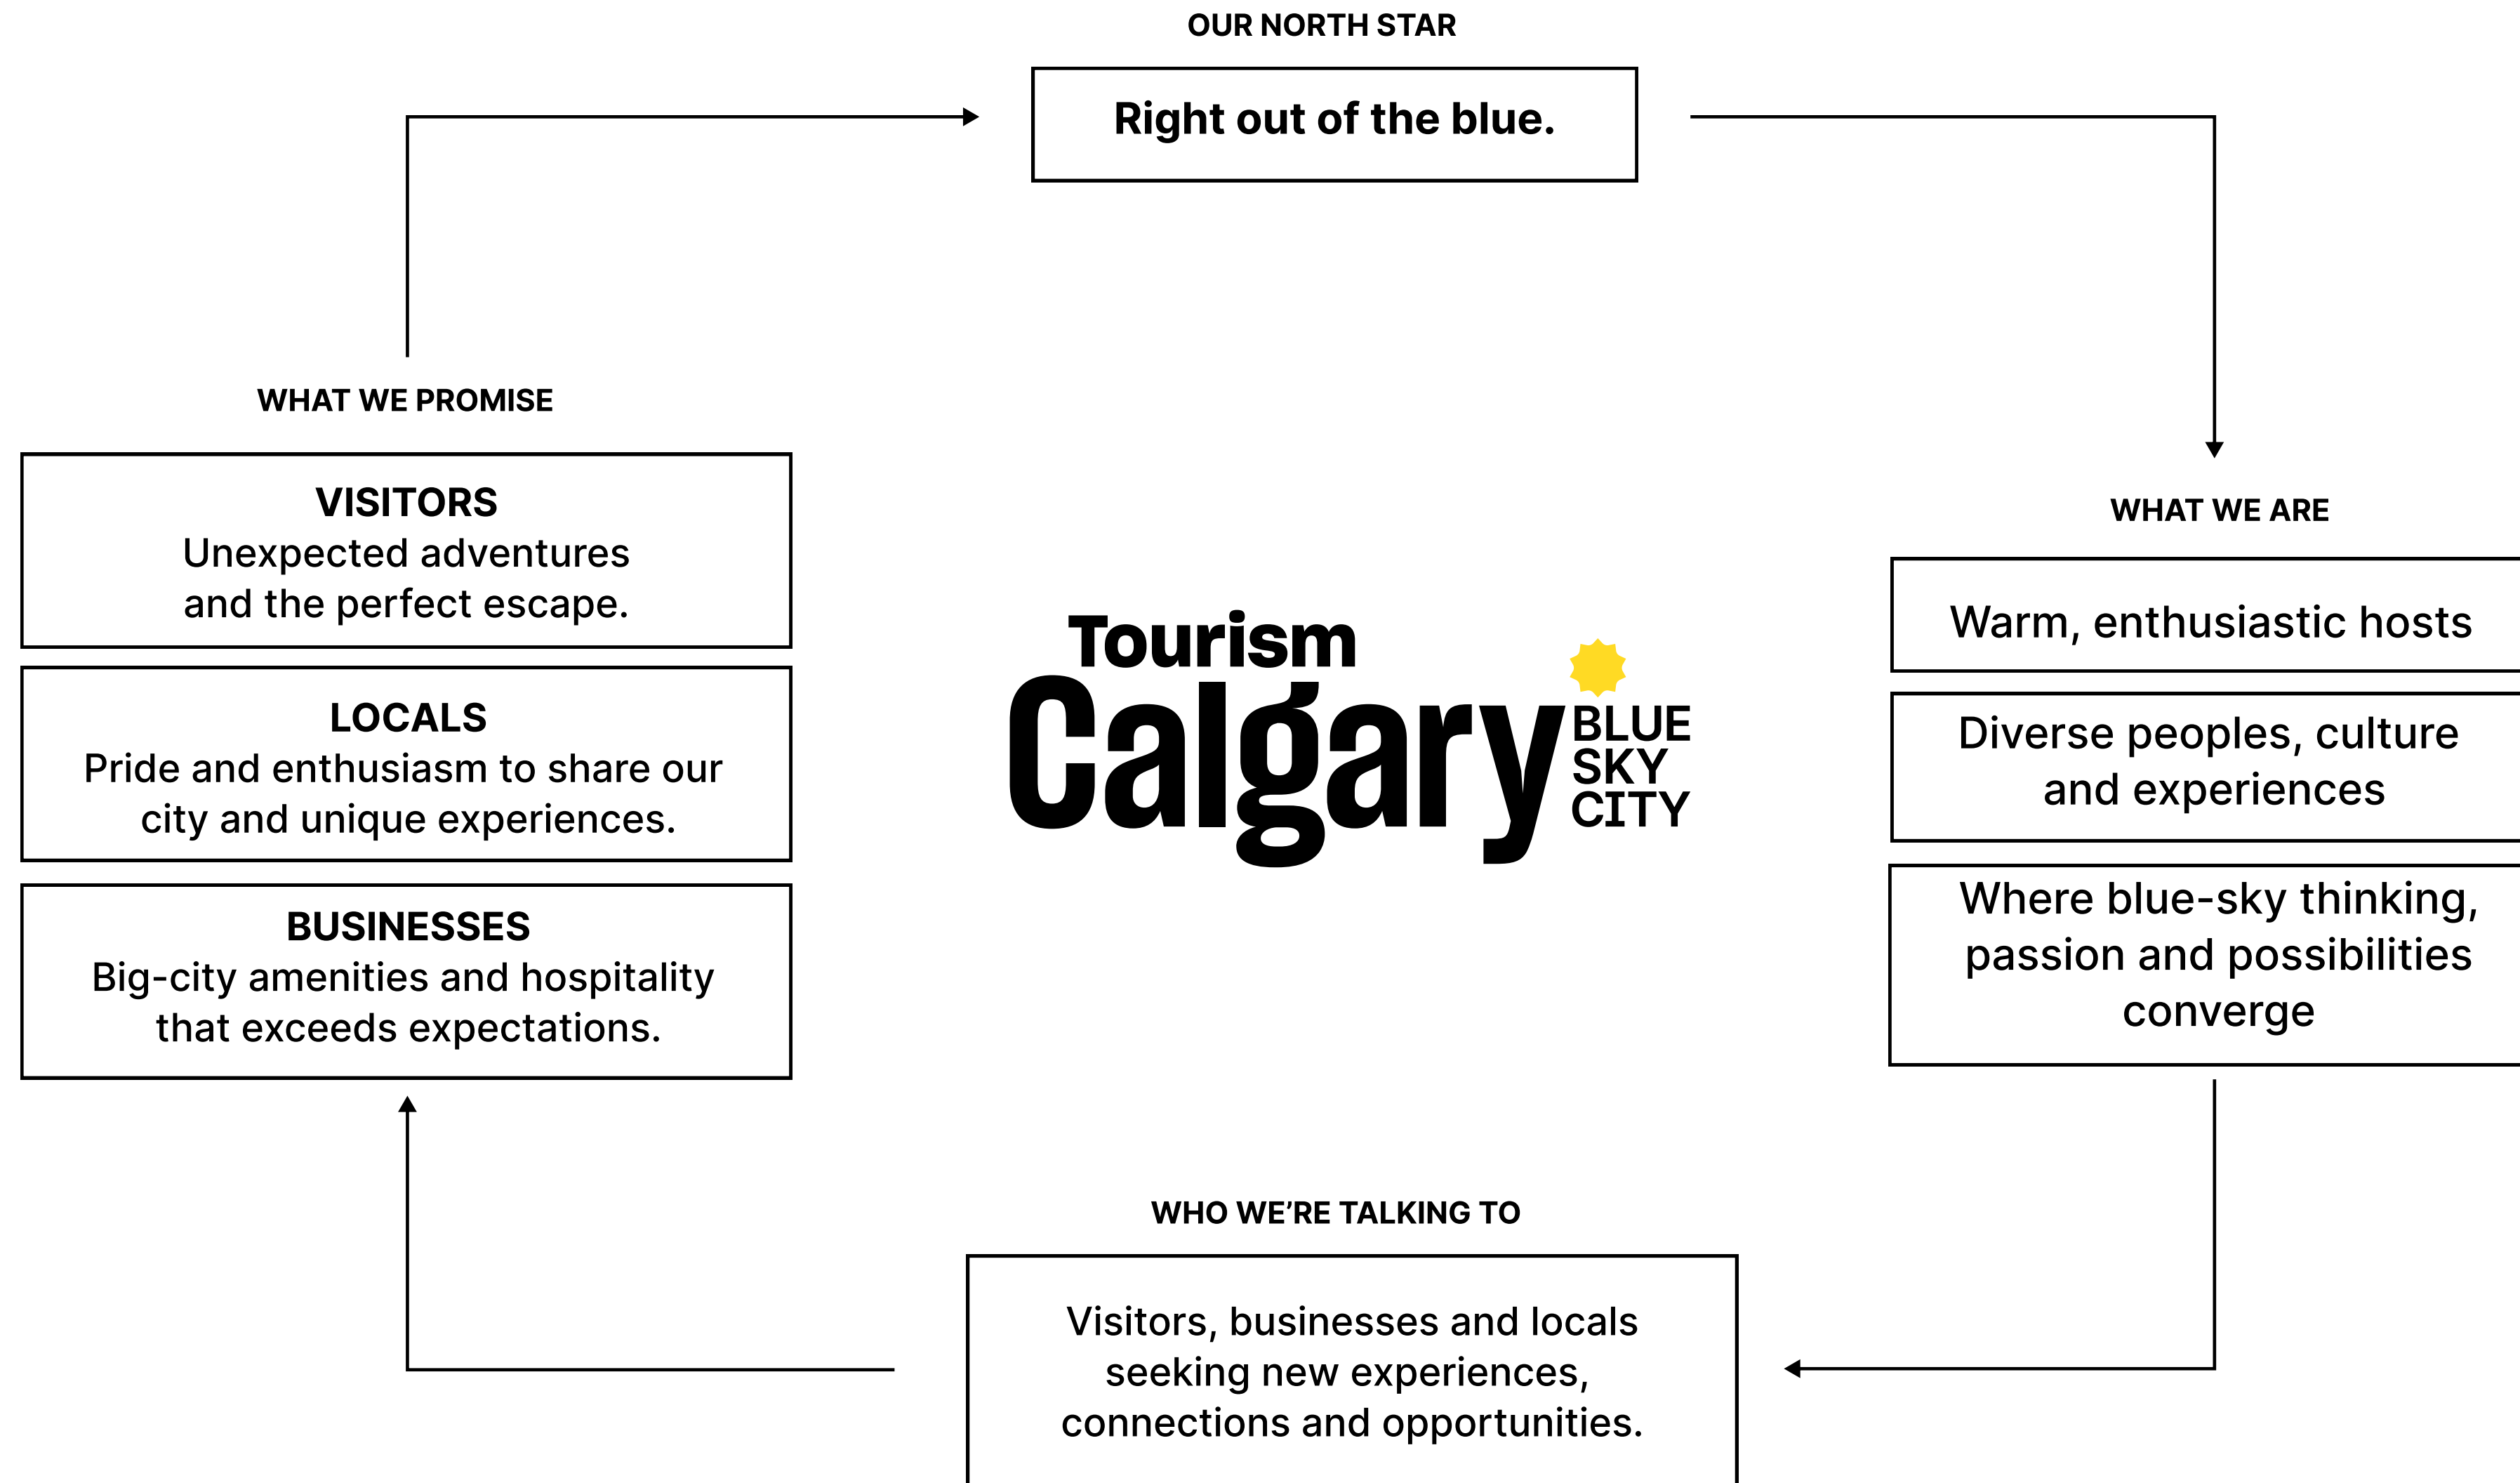 OUR NORTH STAR
Right out of the blue.
WHAT WE PROMISE
VISITORS
Unexpected adventures
and the perfect escape.
LOCALS
Pride and enthusiasm to share our
city and unique experiences.
BUSINESSES
Big-city amenities and hospitality
that exceeds expectations.
Tourism
Calgary
BLUE
SKY
CITY
WHAT WE ARE
Warm, enthusiastic hosts
Diverse peoples, culture
and experiences
Where blue-sky thinking,
passion and possibilities
converge
WHO WE’RE TALKING TO
Visitors, businesses and locals
seeking new experiences,
connections and opportunities.